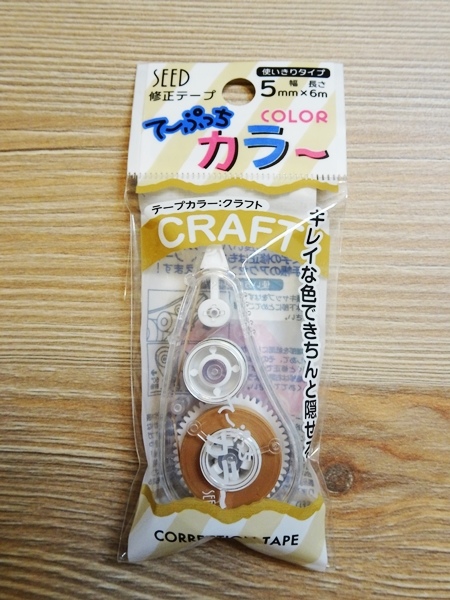 SEED
修正テープ
使いきりタイプ
幅 長さ
5mm×6m
て〜ぷっち
COLOR
カラ〜
テープカラー:クラフト
CRAFT
キレイな色できちんと隠せる
SEED
CORRECTION TAPE